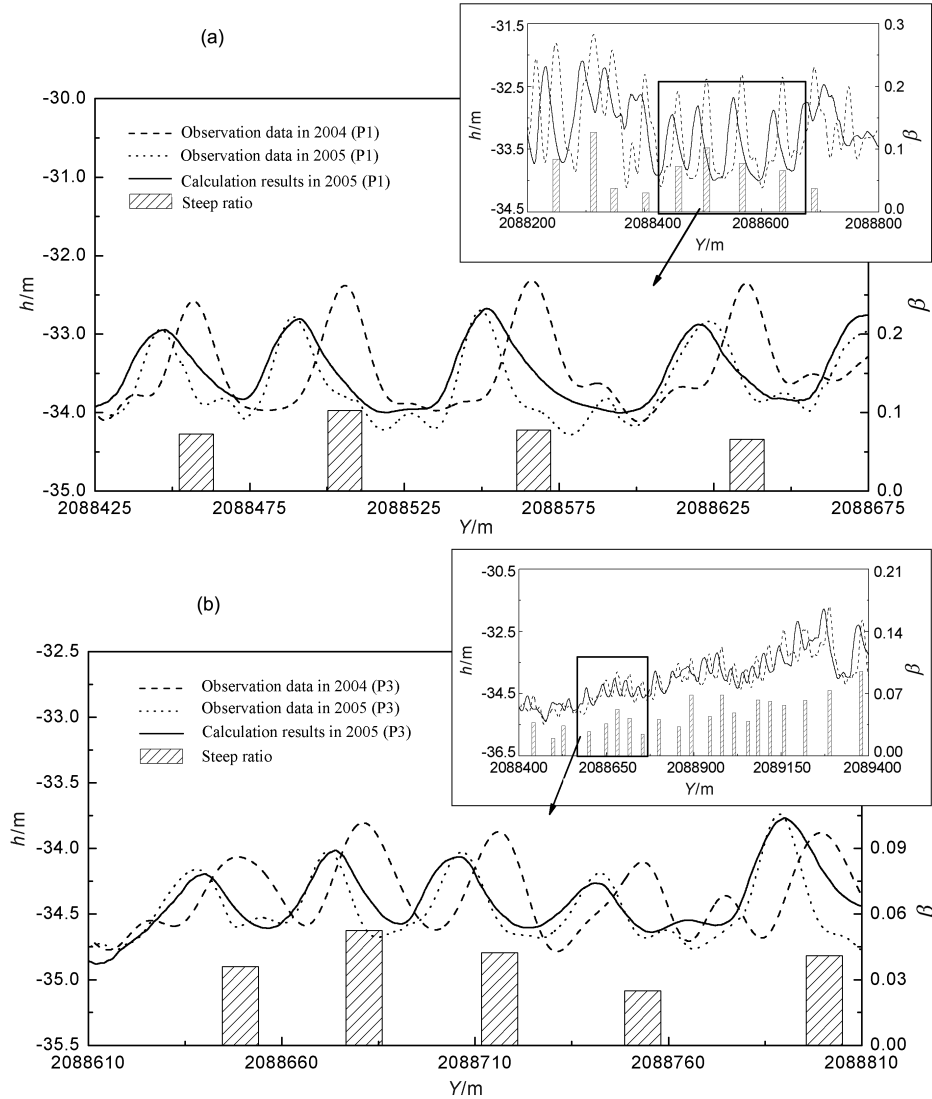 (a)
-31.5
-32.5
-33.5
-34.5
h/m
0.3
0.2
0.1
0.0
β
2088200
2088400
2088600
2088800
Y/m
-30.0
-31.0
-32.0
-33.0
-34.0
-35.0
h/m
Observation data in 2004 (P1)
Observation data in 2005 (P1)
Calculation results in 2005 (P1)
Steep ratio
β
0.2
0.1
0.0
2088425
2088475
2088525
2088575
2088625
2088675
Y/m
(b)
-30.5
-32.5
-34.5
-36.5
h/m
0.21
0.14
0.07
0.00
β
2088400
2088650
2088900
2089150
2089400
Y/m
-32.5
-33.0
-33.5
-34.0
-34.5
-35.0
-35.5
h/m
Observation data in 2004 (P3)
Observation data in 2005 (P3)
Calculation results in 2005 (P3)
Steep ratio
0.09
0.06
0.03
0.00
β
2088610
2088660
2088710
2088760
2088810
Y/m